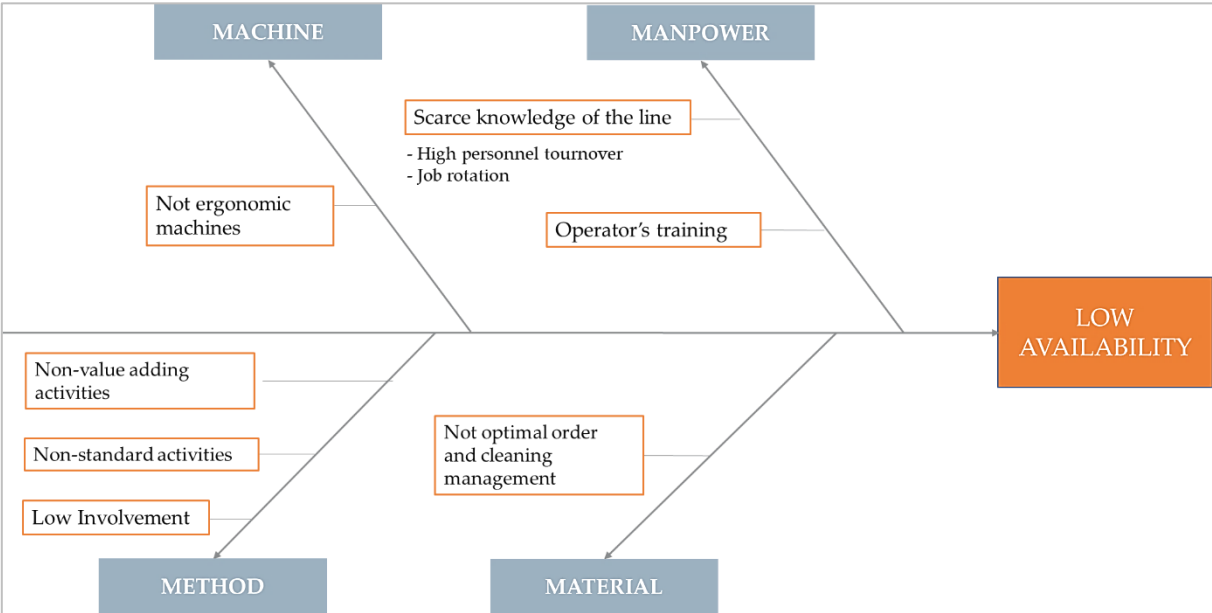 MACHINE
MANPOWER
Scarce knowledge of the line
- High personnel tournover
- Job rotation
Not ergonomic
machines
Operator's training
LOW
AVAILABILITY
Non-value adding
activities
Not optimal order
and cleaning
management
Non-standard activities
Low Involvement
METHOD
MATERIAL